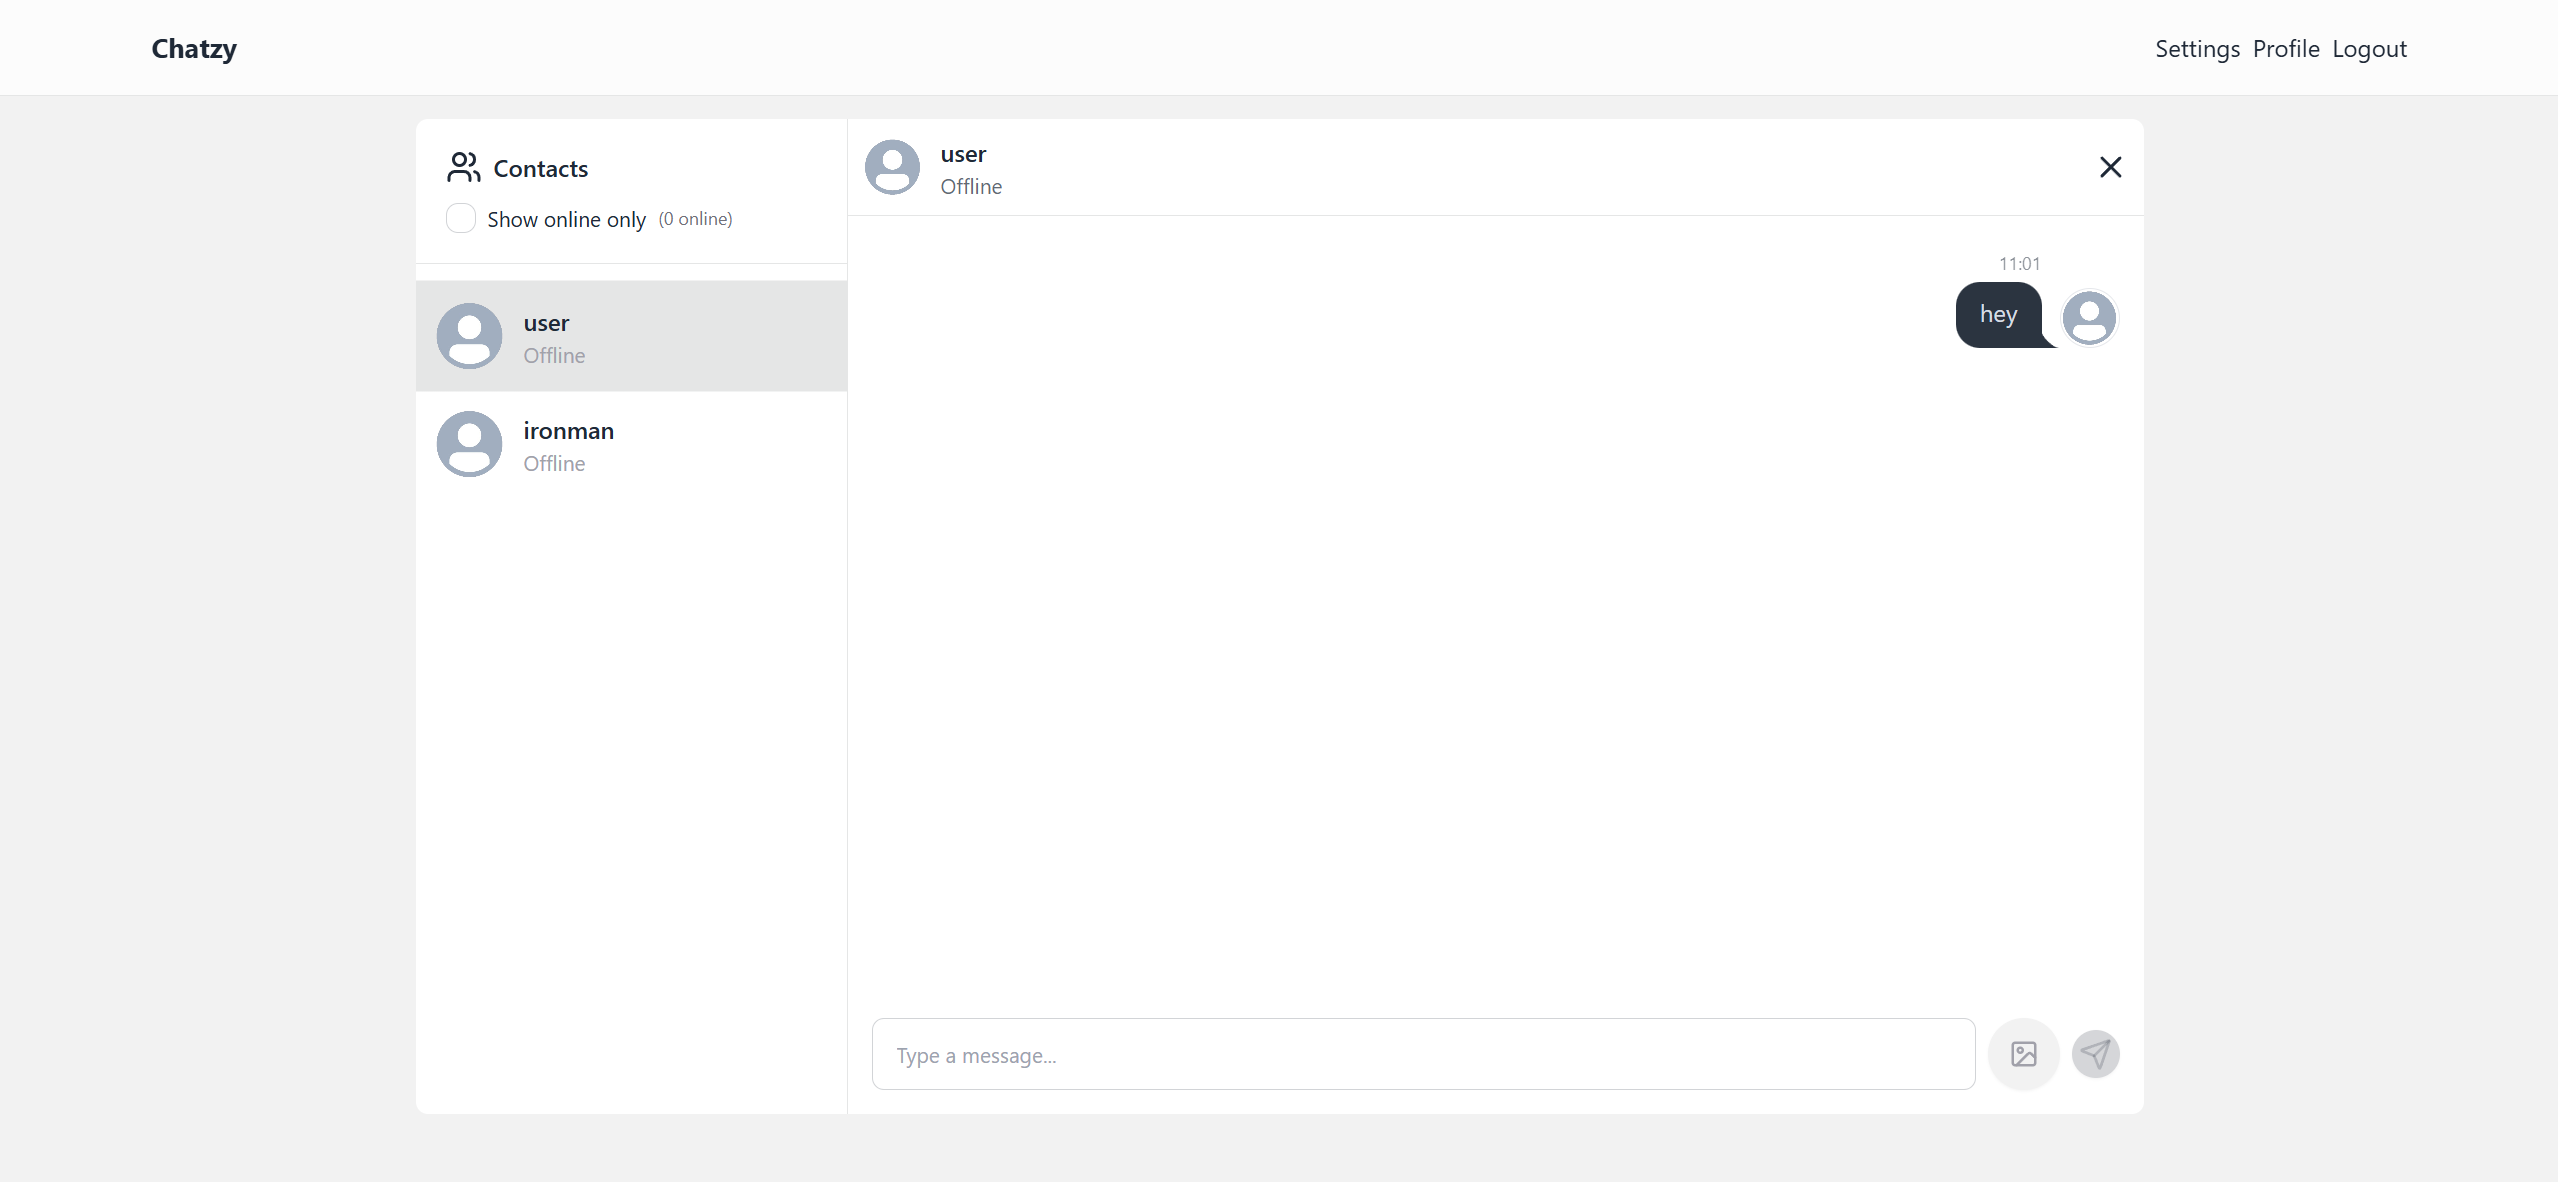 Chatzy
Settings Profile Logout
Contacts
Show online only (0 online)
user
Offline
ironman
Offline
user
Offline
11:01
hey
Type a message...